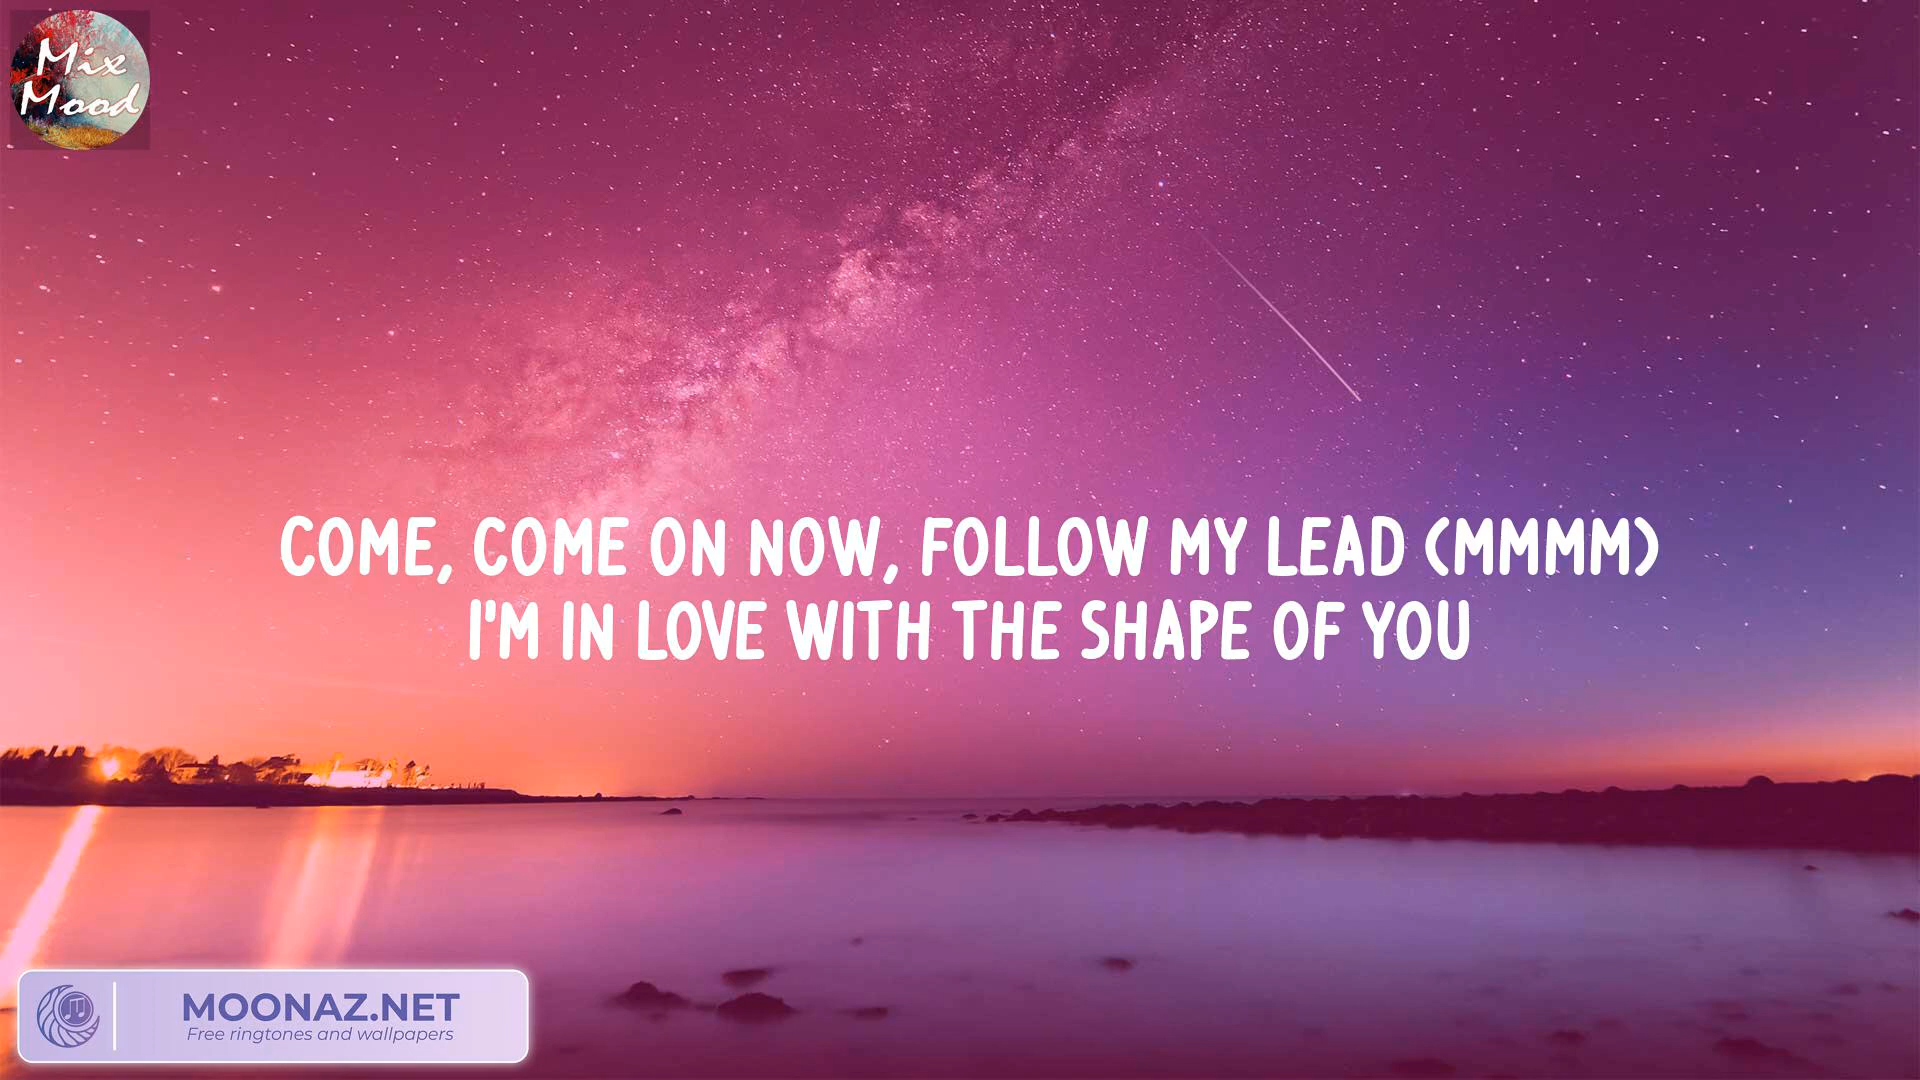 Mix
Mood
COME, COME ON NOW, FOLLOW MY LEAD (MMMM)
I'M IN LOVE WITH THE SHAPE OF YOU
MOONAZ.NET
Free ringtones and wallpapers